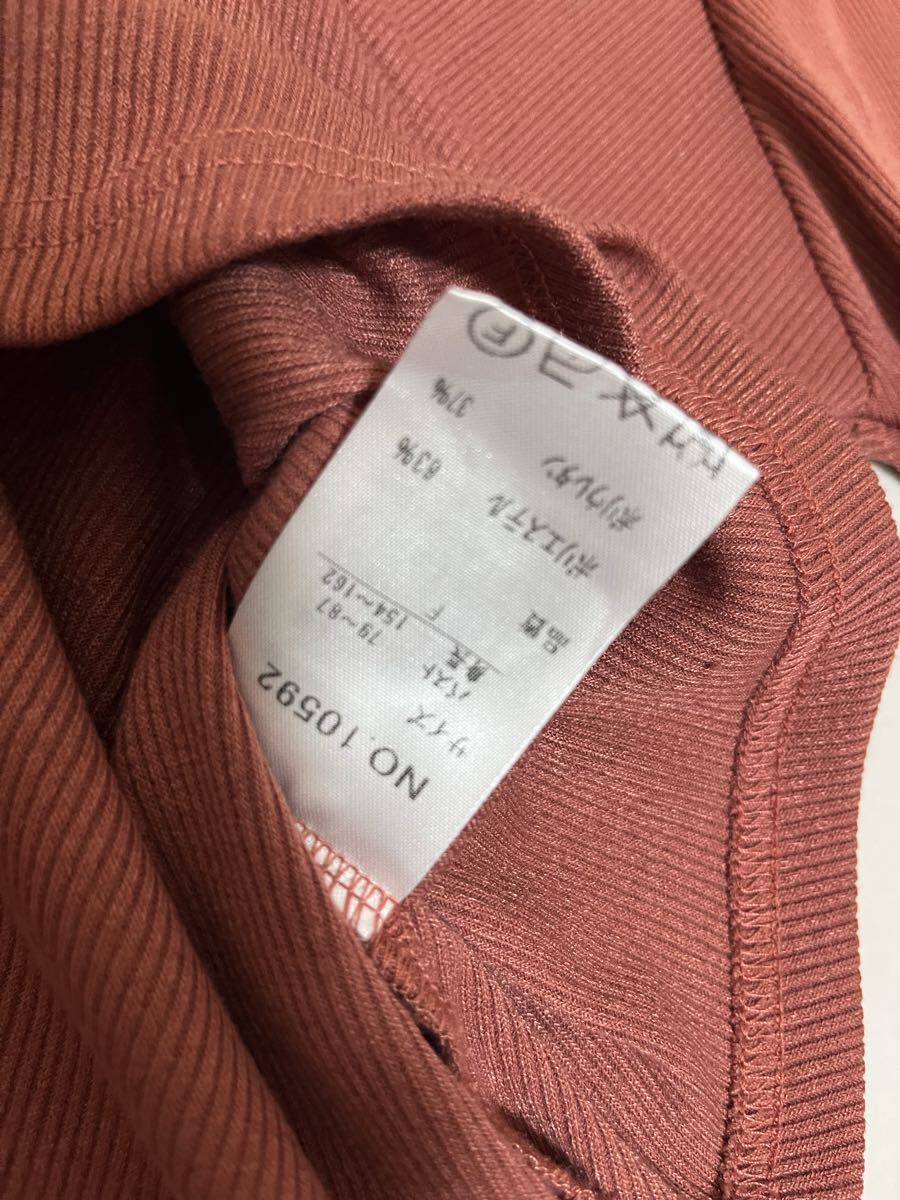 NO.10592
サイズ
バスト 79～87
身長 154～162
F
品質
ポリエステル 63%
ポリウレタン 37%